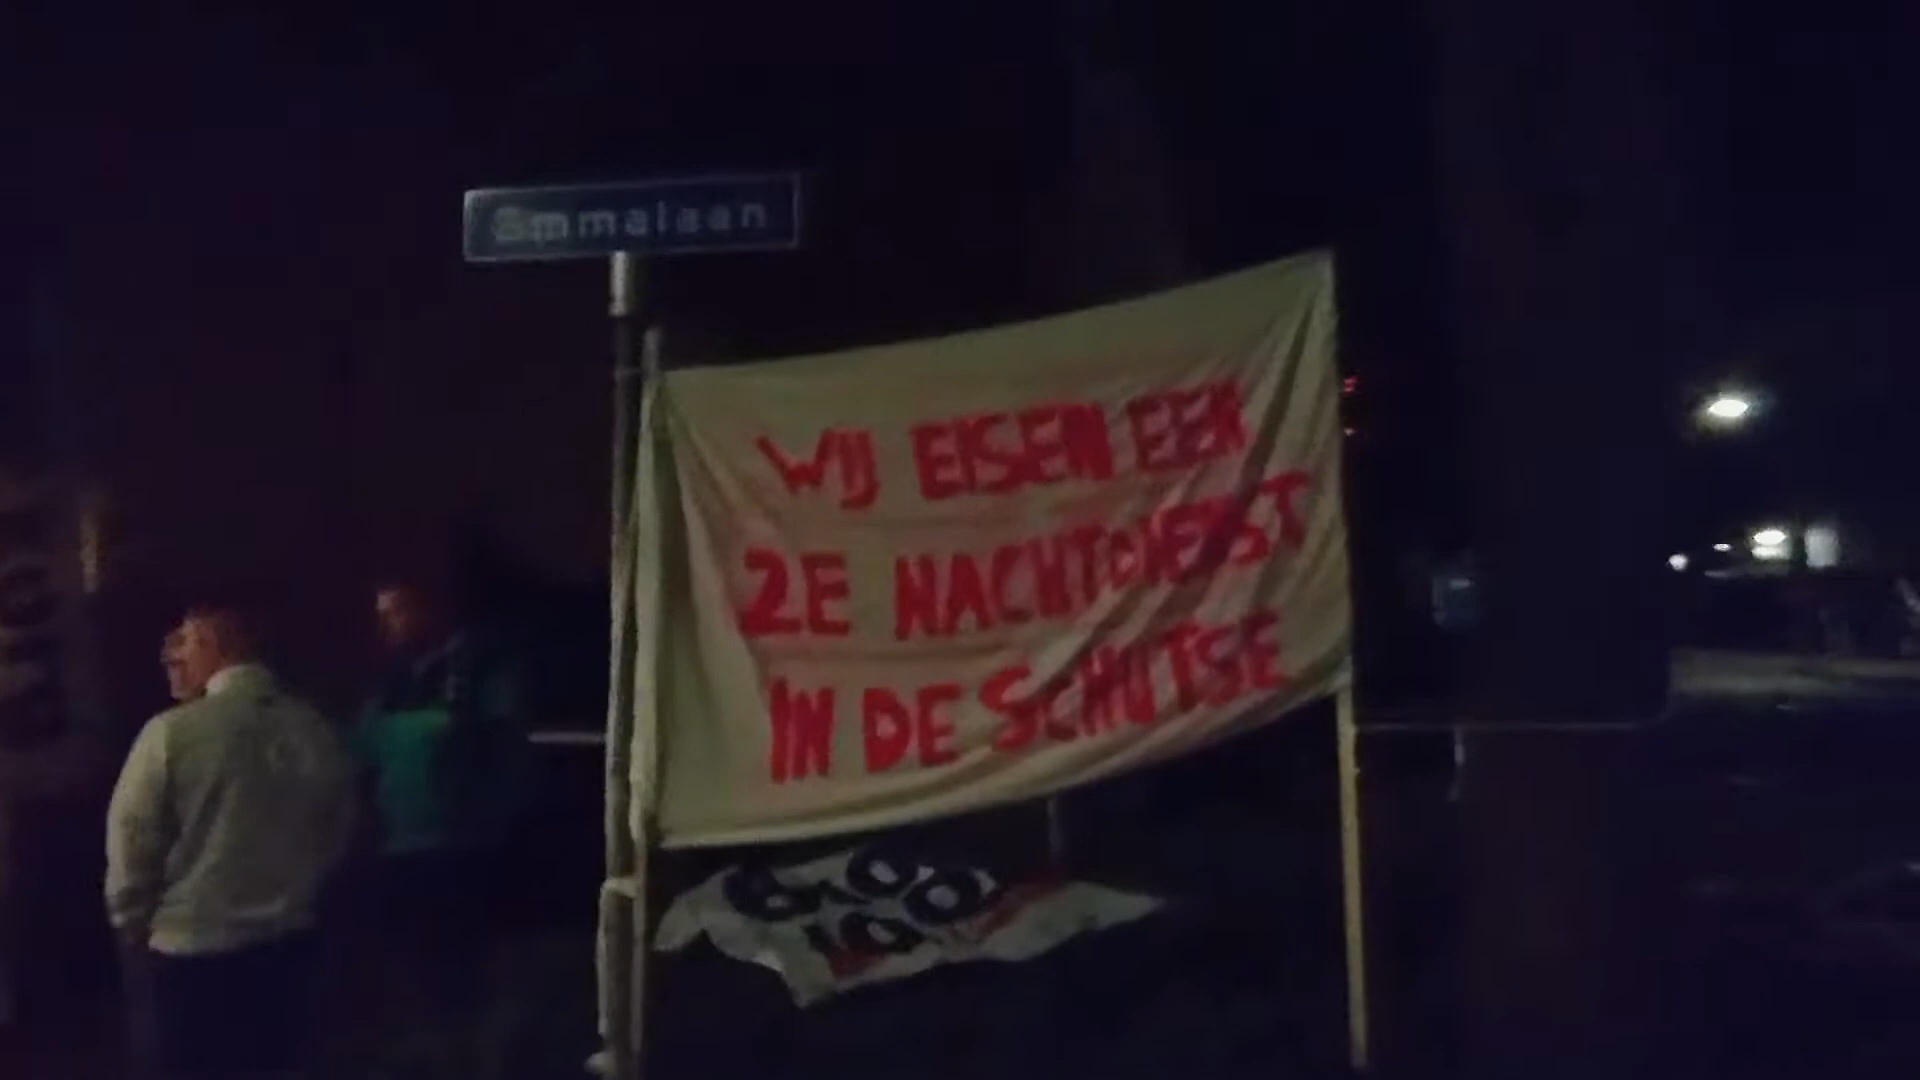 Emmalaan
WIJ EISEN EEN
2E NACHTDIENST
IN DE SCHUTSE